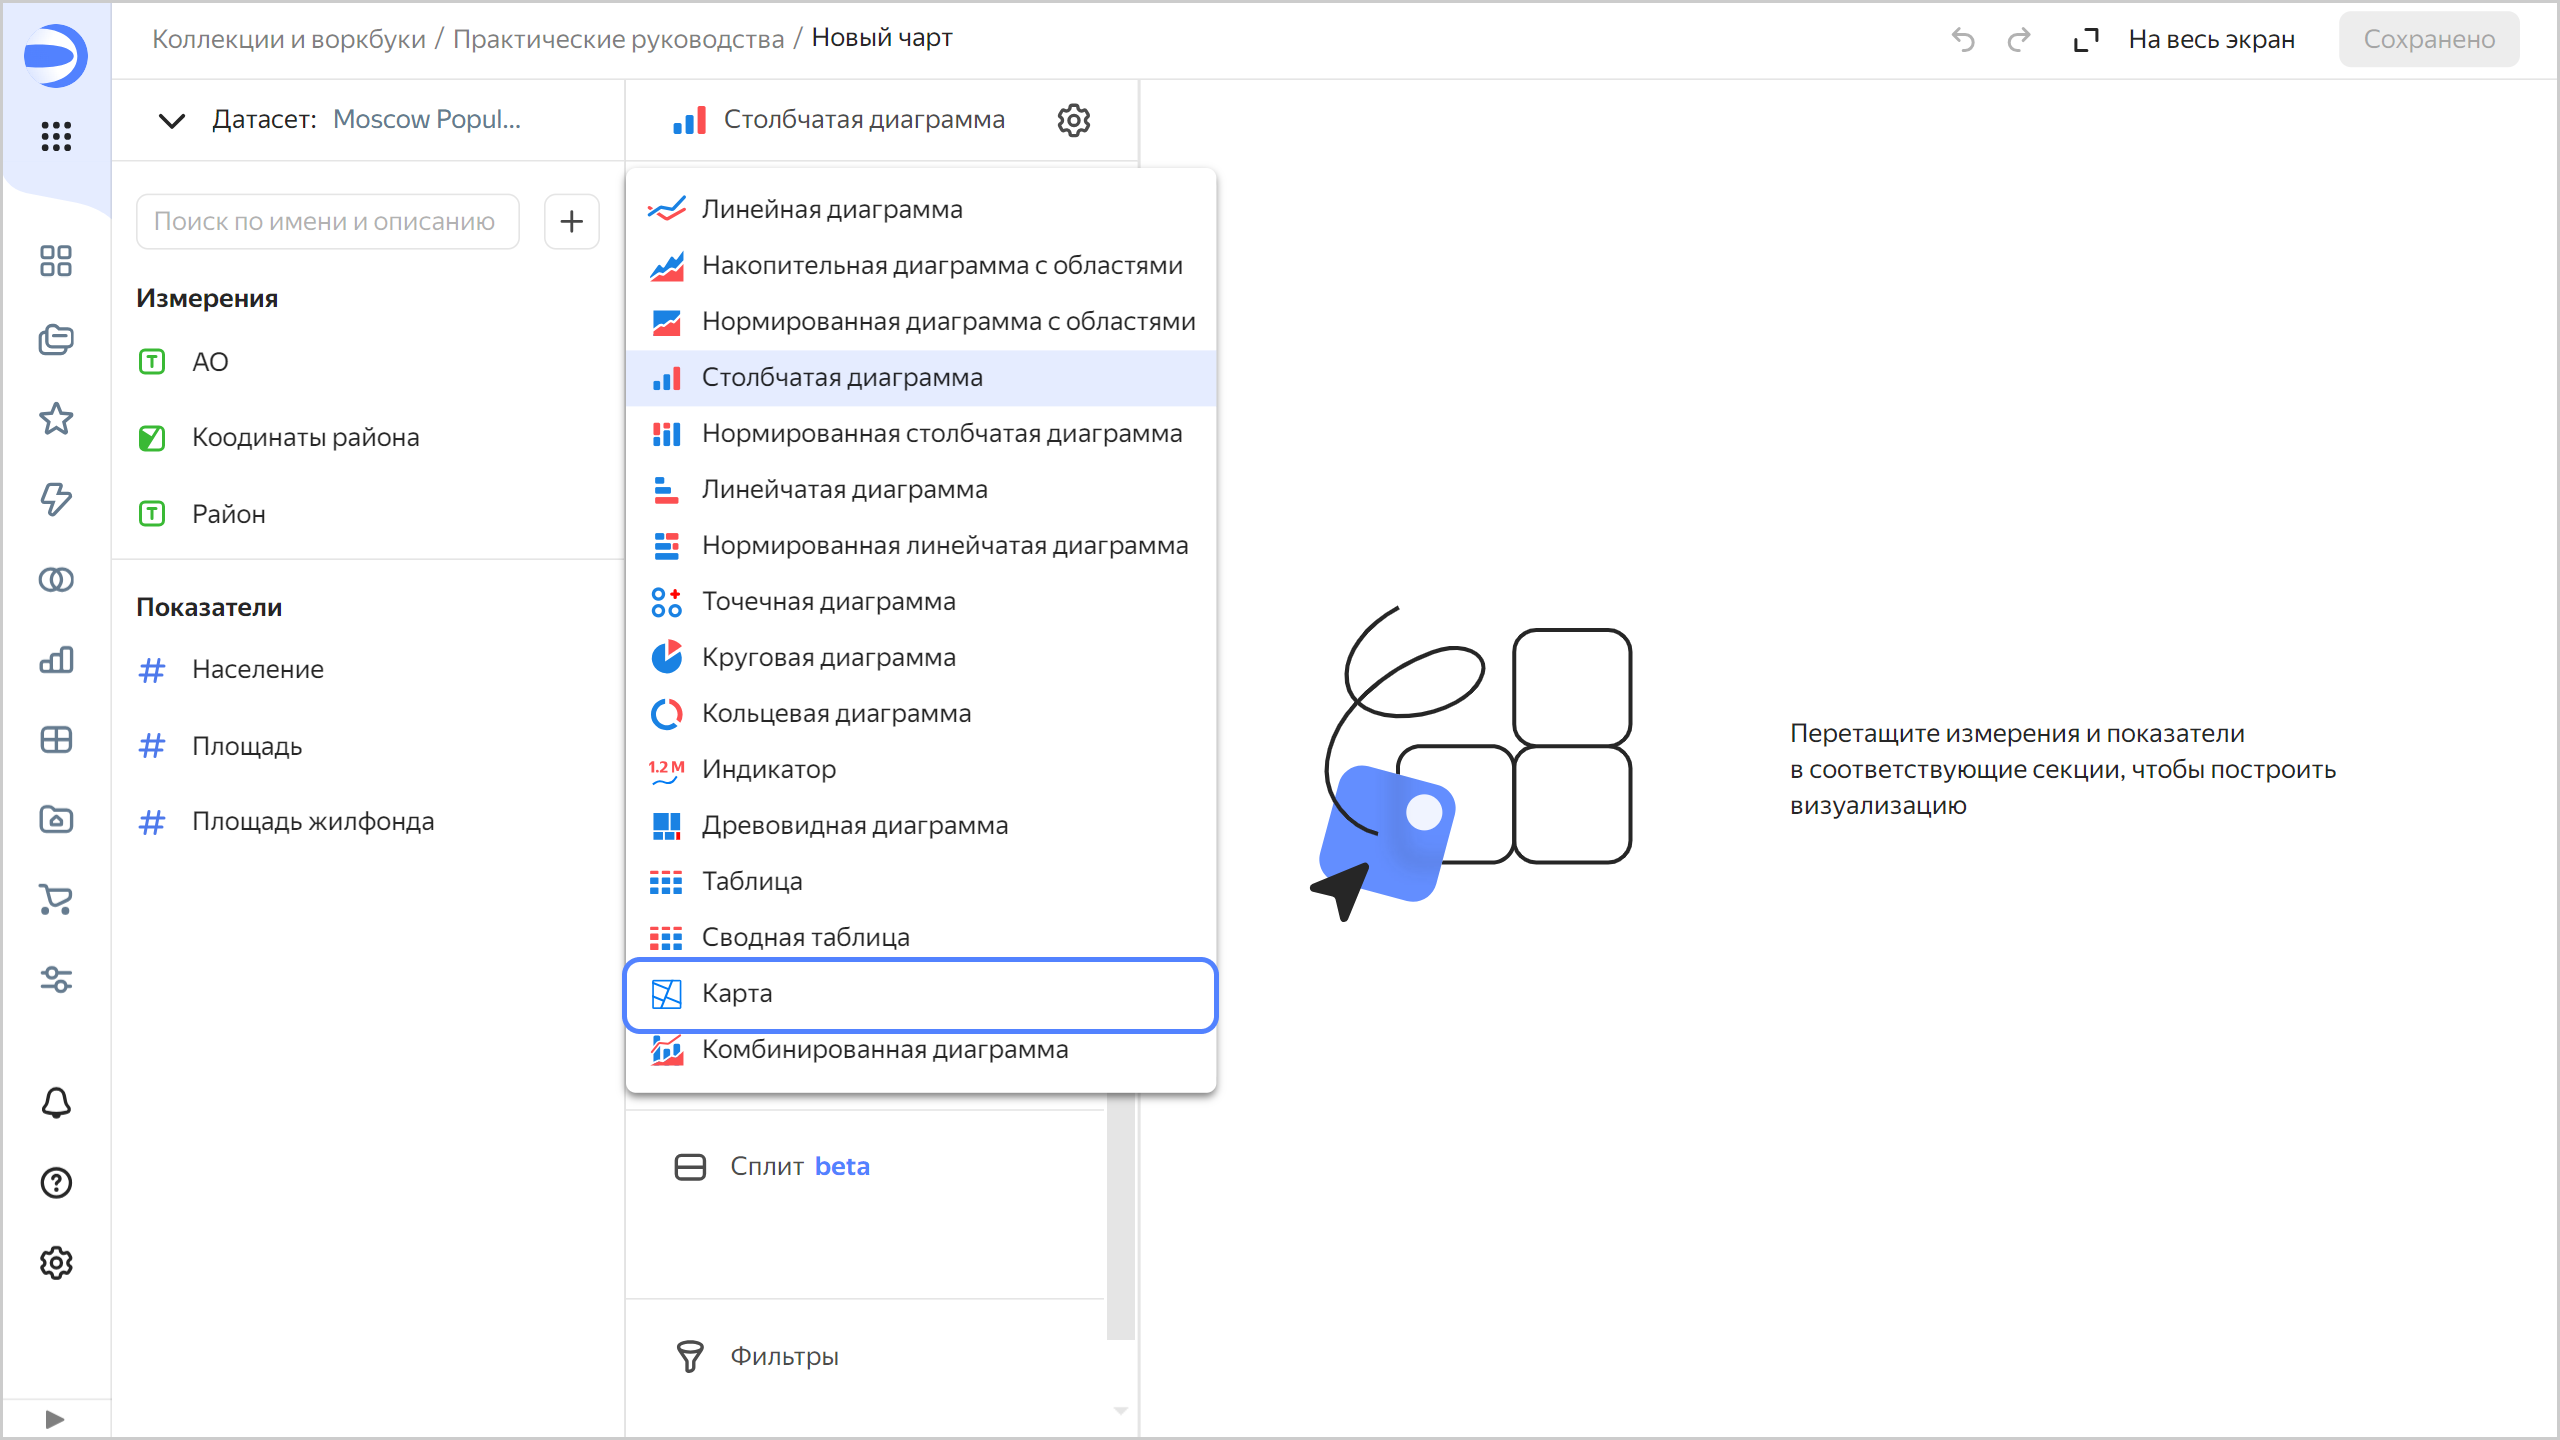 Коллекции и воркбуки / Практические руководства / Новый чарт
На весь экран
Сохранено
Датасет: Moscow Popul...
Столбчатая диаграмма
Поиск по имени и описанию
Измерения
АО
Коодинаты района
Район
Показатели
Население
Площадь
Площадь жилфонда
Линейная диаграмма
Накопительная диаграмма с областями
Нормированная диаграмма с областями
Столбчатая диаграмма
Нормированная столбчатая диаграмма
Линейчатая диаграмма
Нормированная линейчатая диаграмма
Точечная диаграмма
Круговая диаграмма
Кольцевая диаграмма
1.2 M Индикатор
Древовидная диаграмма
Таблица
Сводная таблица
Карта
Комбинированная диаграмма
Сплит beta
Фильтры
Перетащите измерения и показатели
в соответствующие секции, чтобы построить
визуализацию